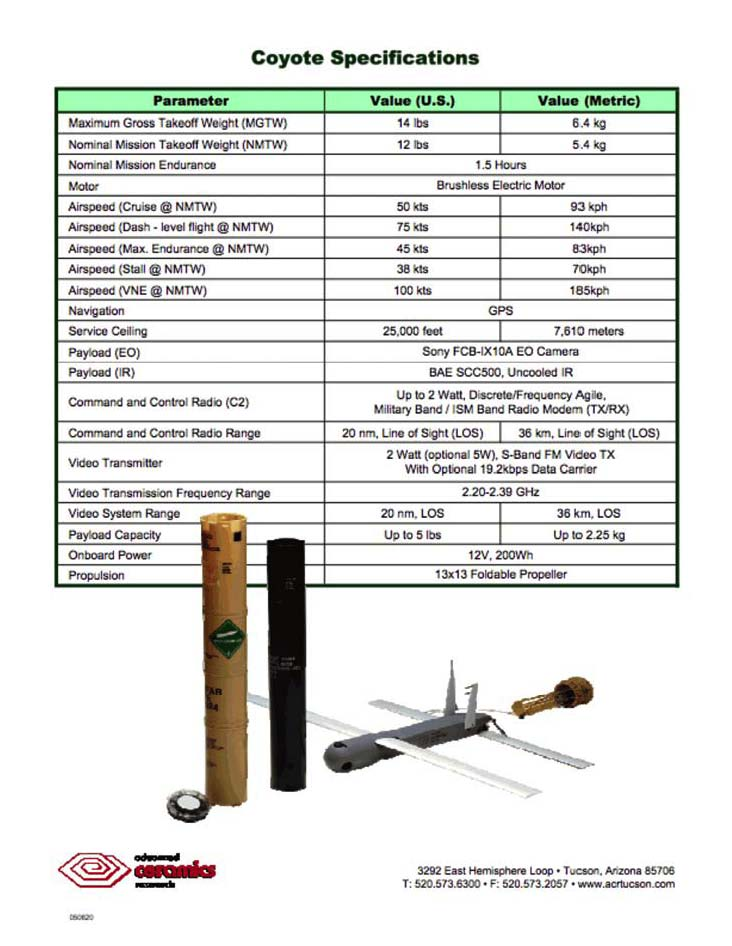 Coyote Specifications
Parameter Value (U.S.) Value (Metric)
Maximum Gross Takeoff Weight (MGTW) 14 lbs 6.4 kg
Nominal Mission Takeoff Weight (NMTW) 12 lbs 5.4 kg
Nominal Mission Endurance 1.5 Hours
Motor Brushless Electric Motor
Airspeed (Cruise @ NMTW) 50 kts 93 kph
Airspeed (Dash - level flight @ NMTW) 75 kts 140kph
Airspeed (Max. Endurance @ NMTW) 45 kts 83kph
Airspeed (Stall @ NMTW) 38 kts 70kph
Airspeed (VNE @ NMTW) 100 kts 185kph
Navigation GPS
Service Ceiling 25,000 feet 7,610 meters
Payload (EO) Sony FCB-IX10A EO Camera
Payload (IR) BAE SCC500, Uncooled IR
Command and Control Radio (C2) Up to 2 Watt, Discrete/Frequency Agile,
Military Band / ISM Band Radio Modem (TX/RX)
Command and Control Radio Range 20 nm, Line of Sight (LOS) 36 km, Line of Sight (LOS)
Video Transmitter 2 Watt (optional 5W), S-Band FM Video TX
With Optional 19.2kbps Data Carrier
Video Transmission Frequency Range 2.20-2.39 GHz
Video System Range 20 nm, LOS 36 km, LOS
Payload Capacity Up to 5 lbs Up to 2.25 kg
Onboard Power 12V, 200Wh
Propulsion 13x13 Foldable Propeller
advanced
ceramics
research
3292 East Hemisphere Loop • Tucson, Arizona 85706
T: 520.573.6300 • F: 520.573.2057 • www.acrtucson.com
050620